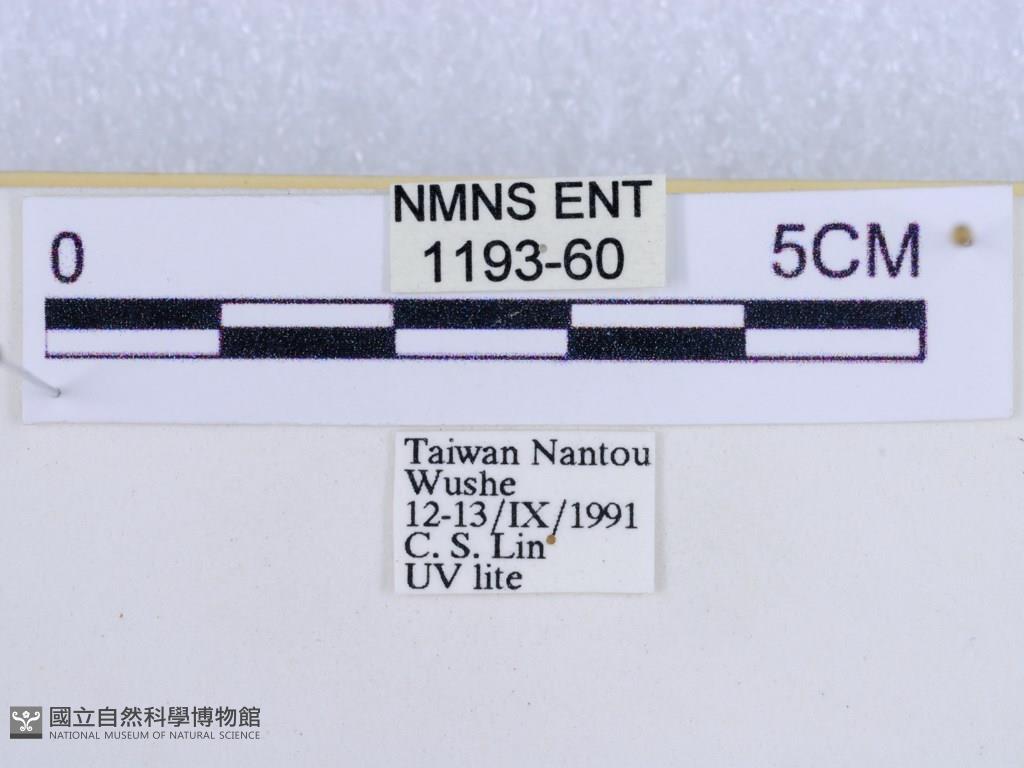 NMNS ENT
1193-60
0 5CM
Taiwan Nantou
Wushe
12-13/IX/1991
C. S. Lin
UV lite
國立自然科學博物館
NATIONAL MUSEUM OF NATURAL SCIENCE